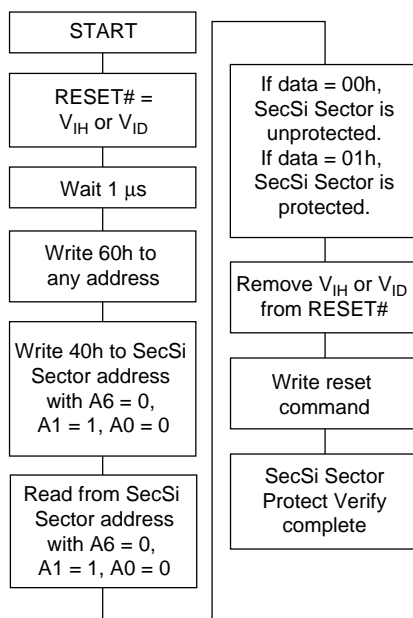 START
RESET# =
V_IH or V_ID
Wait 1 μs
Write 60h to
any address
Write 40h to SecSi
Sector address
with A6 = 0,
A1 = 1, A0 = 0
Read from SecSi
Sector address
with A6 = 0,
A1 = 1, A0 = 0
If data = 00h,
SecSi Sector is
unprotected.
If data = 01h,
SecSi Sector is
protected.
Remove V_IH or V_ID
from RESET#
Write reset
command
SecSi Sector
Protect Verify
complete